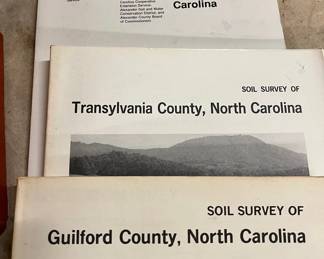 Carolina
Carolina Cooperative
Extension Service,
Alexander Soil and Water
Conservation District, and
Alexander County Board
of Commissioners
SOIL SURVEY OF
Transylvania County, North Carolina
SOIL SURVEY OF
Guilford County, North Carolina